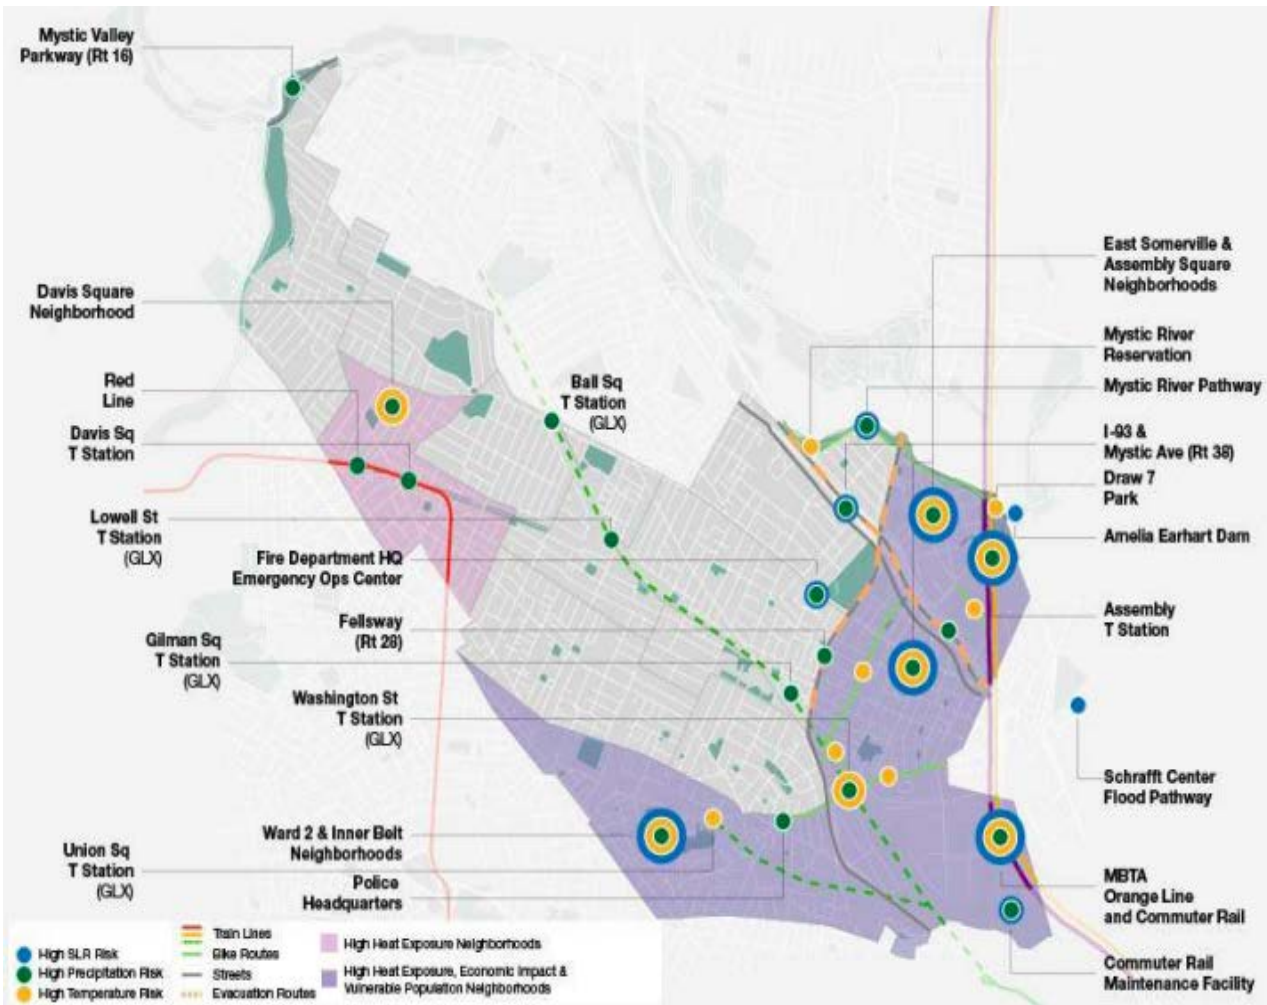 Mystic Valley
Parkway (Rt 16)
Davis Square
Neighborhood
Red
Line
Davis Sq
T Station
Lowell St
T Station
(GLX)
Fire Department HQ
Emergency Ops Center
Fellsway
(Rt 28)
Gilman Sq
T Station
(GLX)
Washington St
T Station
(GLX)
Ward 2 & Inner Belt
Neighborhoods
Union Sq
T Station
(GLX)
Police
Headquarters
Ball Sq
T Station
(GLX)
East Somerville &
Assembly Square
Neighborhoods
Mystic River
Reservation
Mystic River Pathway
I-93 &
Mystic Ave (Rt 38)
Draw 7
Park
Amelia Earhart Dam
Assembly
T Station
Schrafft Center
Flood Pathway
MBTA
Orange Line
and Commuter Rail
Commuter Rail
Maintenance Facility
High SLR Risk
High Precipitation Risk
High Temperature Risk
Train Lines
Bike Routes
Streets
Evacuation Routes
High Heat Exposure Neighborhoods
High Heat Exposure, Economic Impact &
Vulnerable Population Neighborhoods